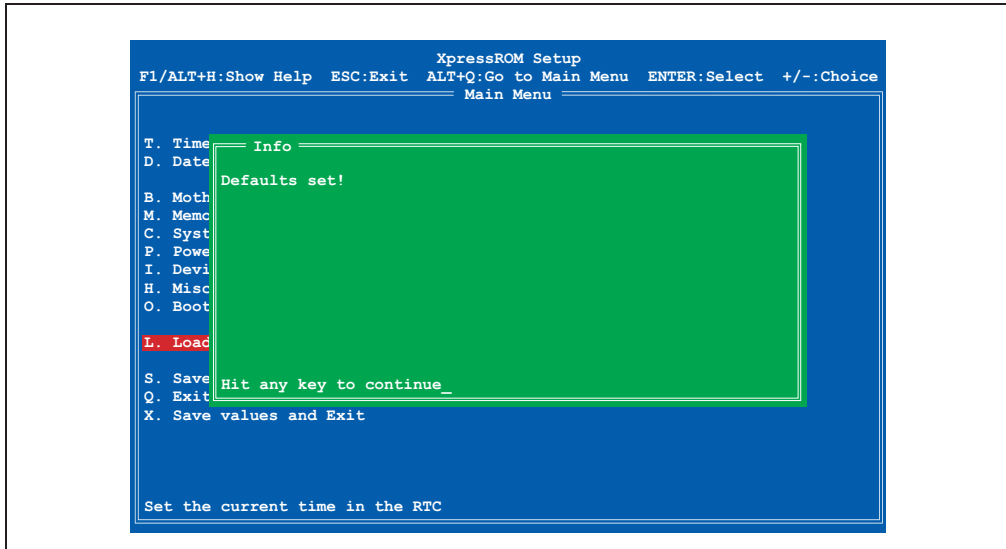 XpressROM Setup
F1/ALT+H:Show Help ESC:Exit ALT+Q:Go to Main Menu ENTER:Select +/-:Choice
Main Menu
T. Time
D. Date
B. Moth
M. Memo
C. Syst
P. Powe
I. Devi
H. Misc
O. Boot
L. Load
S. Save
Q. Exit
X. Save values and Exit
Info
Defaults set!
Hit any key to continue_
Set the current time in the RTC